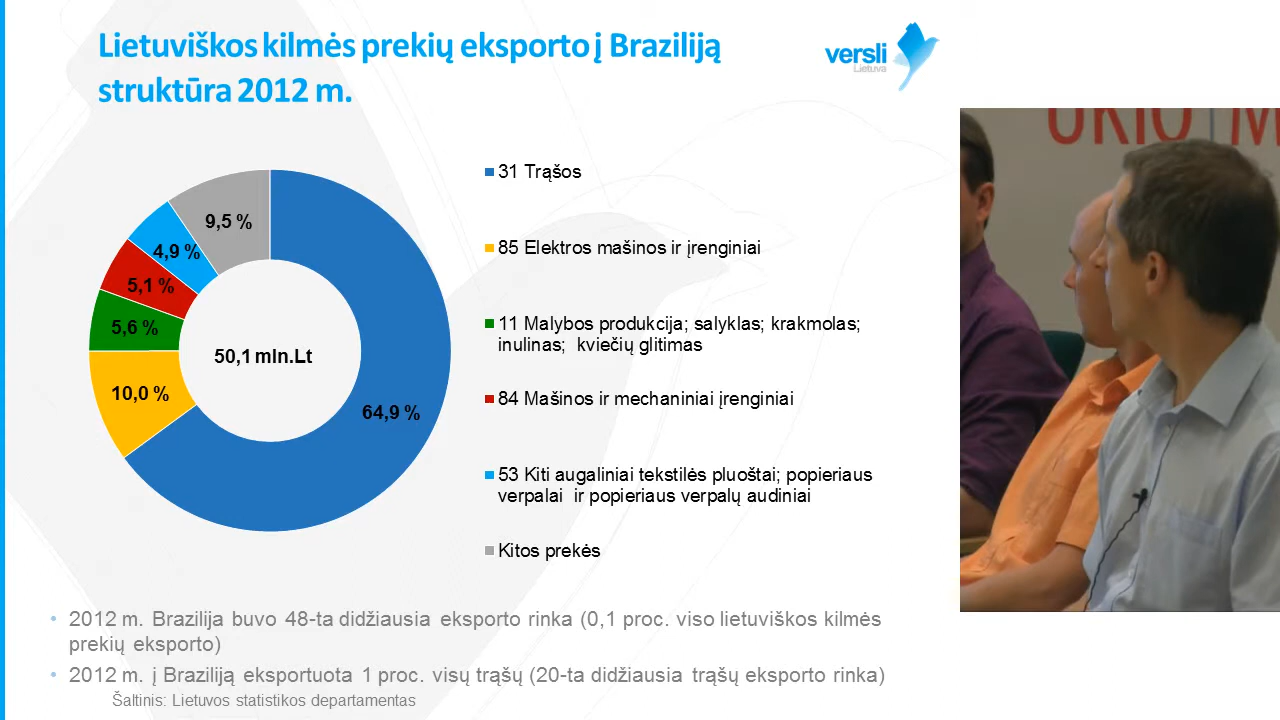 Lietuviškos kilmės prekių eksporto į Braziliją
struktūra 2012 m.
versli
Lietuva
31 Trąšos
85 Elektros mašinos ir įrenginiai
11 Malybos produkcija; salyklas; krakmolas;
inulinas; kviečių glitimas
84 Mašinos ir mechaniniai įrenginiai
53 Kiti augaliniai tekstilės pluoštai; popieriaus
verpalai ir popieriaus verpalų audiniai
Kitos prekės
9,5 %
4,9 %
5,1 %
5,6 %
10,0 %
64,9 %
50,1 mln.Lt
ŪKIO M
• 2012 m. Brazilija buvo 48-ta didžiausia eksporto rinka (0,1 proc. viso lietuviškos kilmės
prekių eksporto)
• 2012 m. į Braziliją eksportuota 1 proc. visų trąšų (20-ta didžiausia trąšų eksporto rinka)
Šaltinis: Lietuvos statistikos departamentas